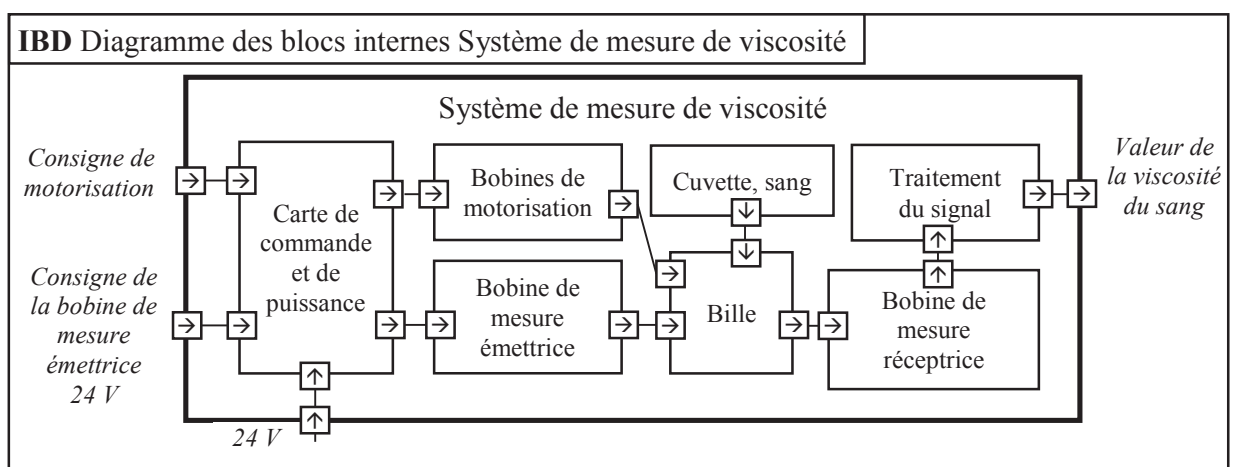 IBD Diagramme des blocs internes Système de mesure de viscosité
Système de mesure de viscosité
Consigne de
motorisation
Consigne de
la bobine de
mesure
émettrice
24 V
Carte de
commande
et de
puissance
24 V
Bobines de
motorisation
Bobine de
mesure
émettrice
Cuvette, sang
Bille
Traitement
du signal
Bobine de
mesure
réceptrice
Valeur de
la viscosité
du sang